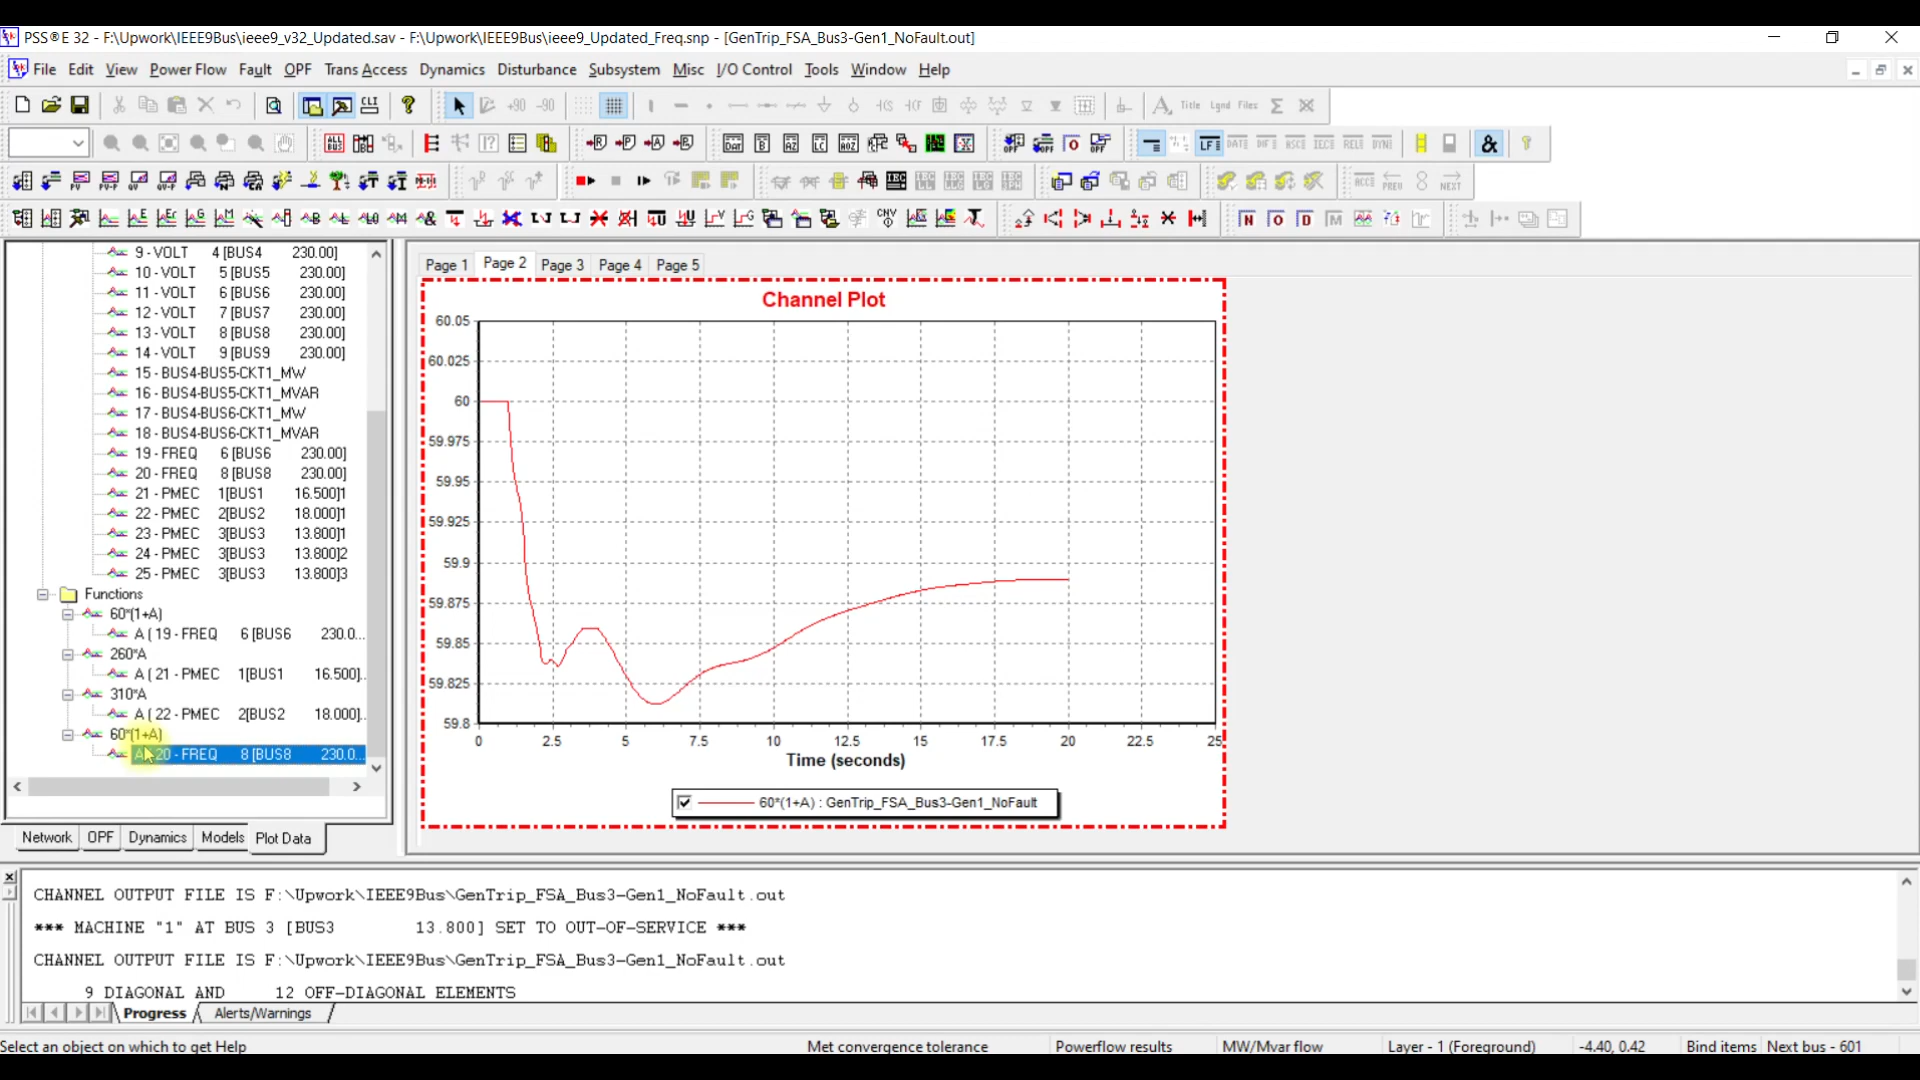 PSS®E 32 - F:\Upwork\IEEE9Bus\ieee9_v32_Updated.sav - F:\Upwork\IEEE9Bus\ieee9_Updated_Freq.snp - [GenTrip_FSA_Bus3-Gen1_NoFault.out]
File Edit View Power Flow Fault OPF Trans Access Dynamics Disturbance Subsystem Misc I/O Control Tools Window Help
9 - VOLT 4 [BUS4 230.00]
10 - VOLT 5 [BUS5 230.00]
11 - VOLT 6 [BUS6 230.00]
12 - VOLT 7 [BUS7 230.00]
13 - VOLT 8 [BUS8 230.00]
14 - VOLT 9 [BUS9 230.00]
15 - BUS4-BUS5-CKT1_MW
16 - BUS4-BUS5-CKT1_MVAR
17 - BUS4-BUS6-CKT1_MW
18 - BUS4-BUS6-CKT1_MVAR
19 - FREQ 6 [BUS6 230.00]
20 - FREQ 8 [BUS8 230.00]
21 - PMEC 1[BUS1 16.500]1
22 - PMEC 2[BUS2 18.000]1
23 - PMEC 3[BUS3 13.800]1
24 - PMEC 3[BUS3 13.800]2
25 - PMEC 3[BUS3 13.800]3
Functions
60*(1+A)
A ( 19 - FREQ 6 [BUS6 230.0...
260*A
A ( 21 - PMEC 1[BUS1 16.500]..
310*A
A ( 22 - PMEC 2[BUS2 18.000]..
60*(1+A)
20 - FREQ 8 [BUS8 230.0...
Network OPF Dynamics Models Plot Data
Page 1 Page 2 Page 3 Page 4 Page 5
Channel Plot
60.05
60.025
60
59.975
59.95
59.925
59.9
59.875
59.85
59.825
59.8
0 2.5 5 7.5 10 12.5 15 17.5 20 22.5 25
Time (seconds)
60*(1+A) : GenTrip_FSA_Bus3-Gen1_NoFault
CHANNEL OUTPUT FILE IS F:\Upwork\IEEE9Bus\GenTrip_FSA_Bus3-Gen1_NoFault.out
*** MACHINE "1" AT BUS 3 [BUS3 13.800] SET TO OUT-OF-SERVICE ***
CHANNEL OUTPUT FILE IS F:\Upwork\IEEE9Bus\GenTrip_FSA_Bus3-Gen1_NoFault.out
9 DIAGONAL AND 12 OFF-DIAGONAL ELEMENTS
Progress Alerts/Warnings
Select an object on which to get Help Met convergence tolerance Powerflow results MW/Mvar flow Layer - 1 (Foreground) -4.40, 0.42 Bind items Next bus - 601